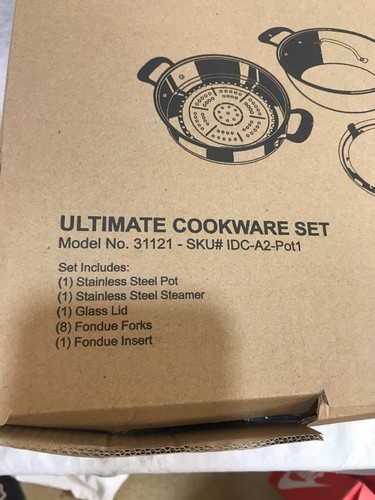 ULTIMATE COOKWARE SET
Model No. 31121 - SKU# IDC-A2-Pot1
Set Includes:
(1) Stainless Steel Pot
(1) Stainless Steel Steamer
(1) Glass Lid
(8) Fondue Forks
(1) Fondue Insert